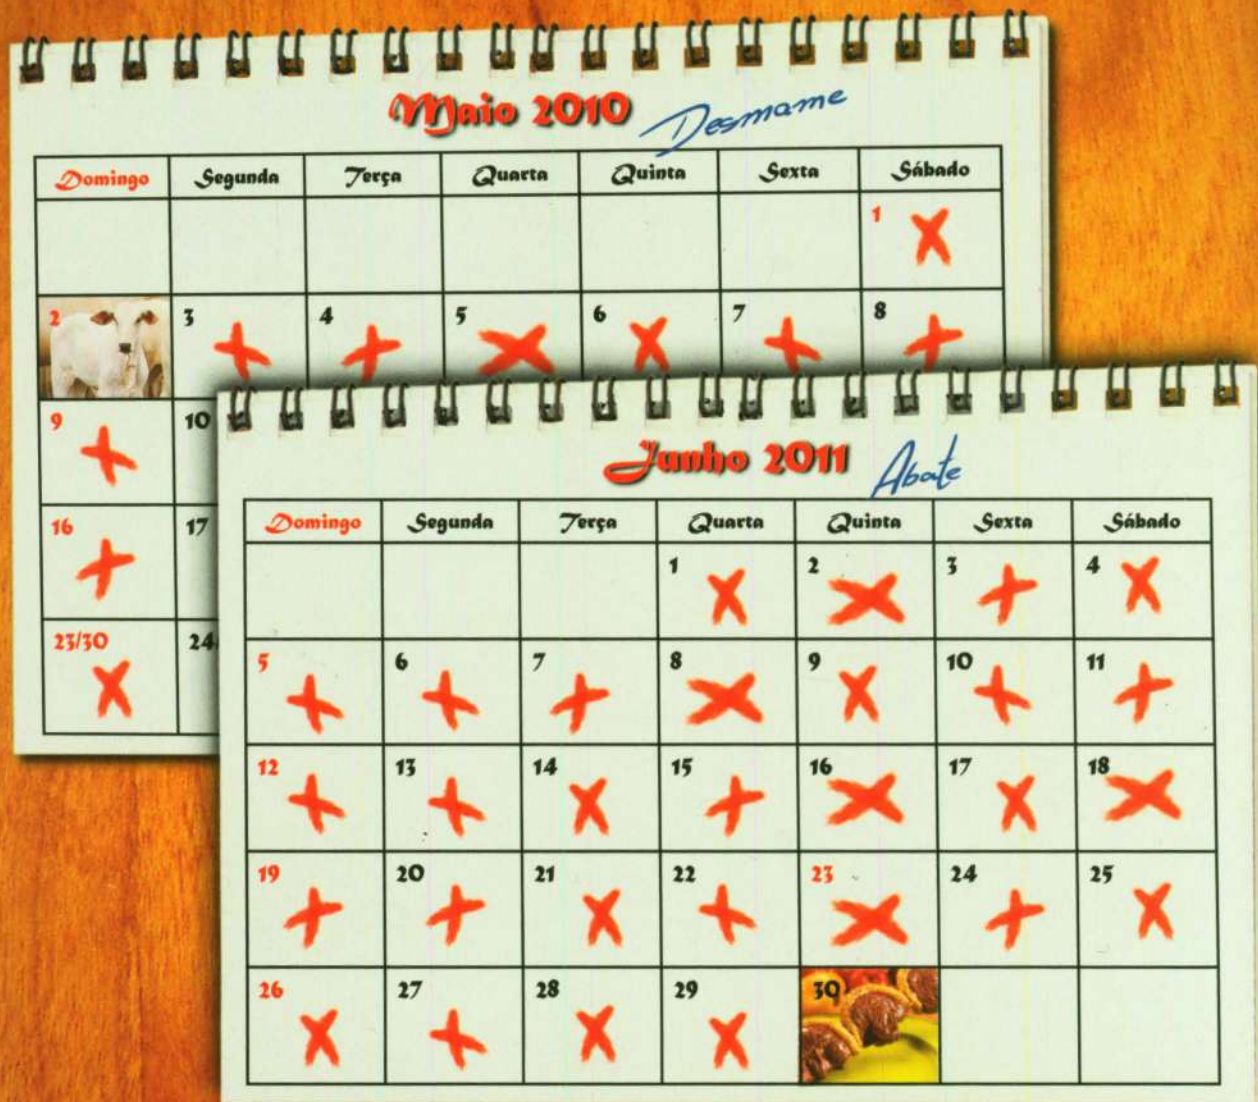 Maio 2010 Desmame
Domingo Segunda Terça Quarta Quinta Sexta Sábado
1
2 3 4 5 6 7 8
9 10
16 17
23/30 24
Junho 2011 Abate
Domingo Segunda Terça Quarta Quinta Sexta Sábado
1 2 3 4
5 6 7 8 9 10 11
12 13 14 15 16 17 18
19 20 21 22 23 24 25
26 27 28 29 30